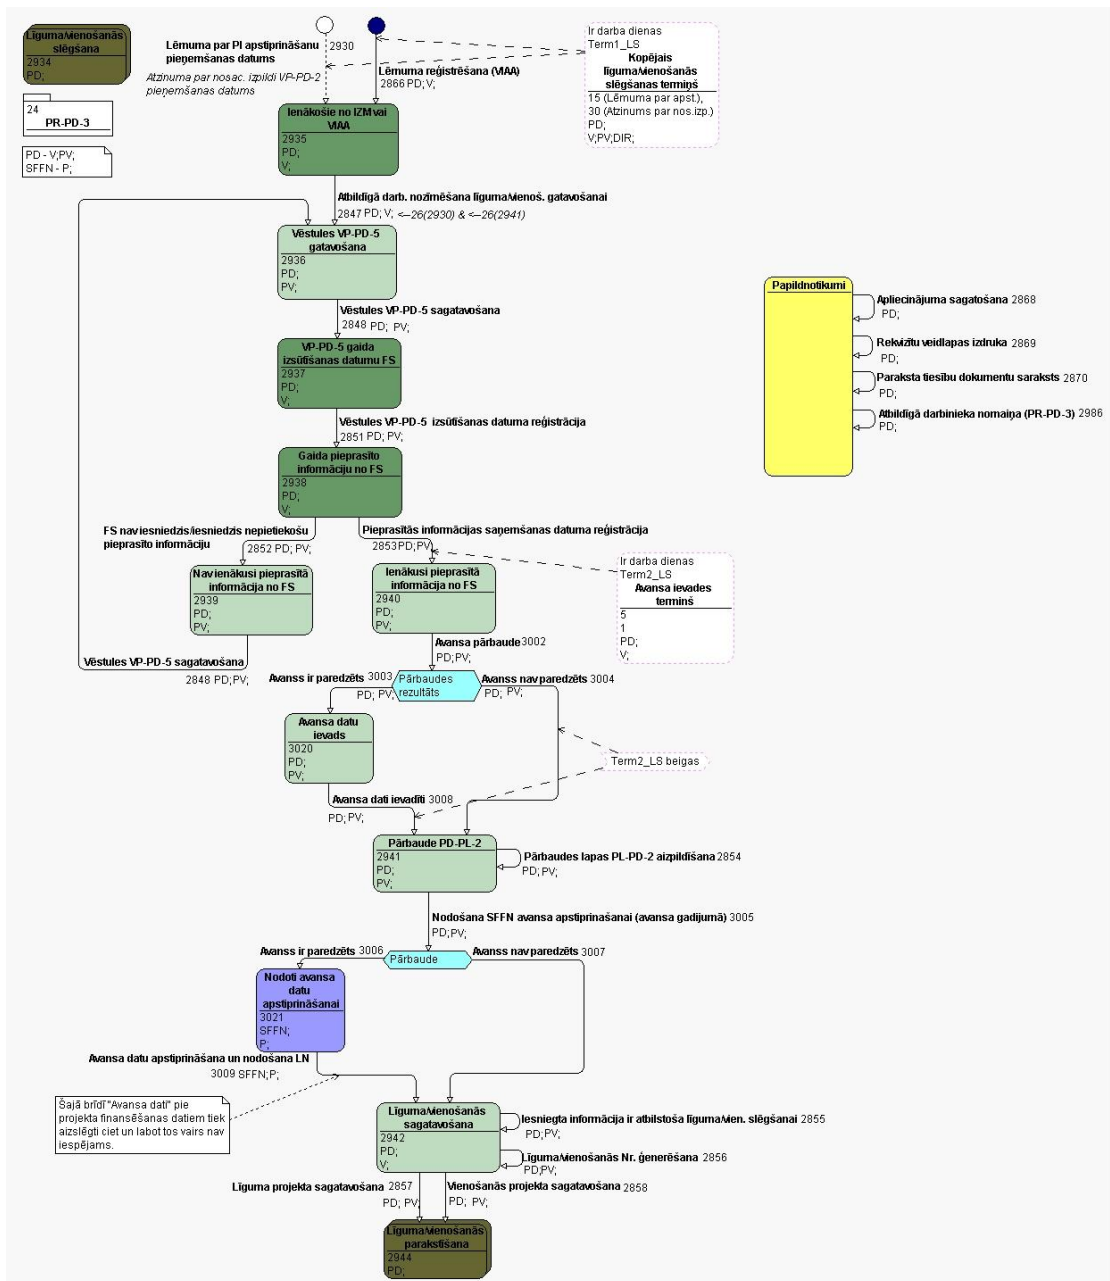 Līguma/vienošanās
slēgšana
2934
PD;
24
PR-PD-3
PD - V;PV;
SFFN - P;
Lēmuma par PI apstiprināšanu
pieņemšanas datums
2930
Atzinuma par nosac. izpildi VP-PD-2
pieņemšanas datums
Lēmuma reģistrēšana (VIAA)
2866 PD; V;
Ir darba dienas
Term1_LS
Kopējais
līguma/vienošanās
slēgšanas termiņš
15 (Lēmuma par apst.),
30 (Atzinums par nos.izp.)
PD;
V;PV;DIR;
Ienākošie no IZM vai
VIAA
2935
PD;
V;
Atbildīgā darb. nozīmēšana līguma/vienoš. gatavošanai
2847 PD; V; <--26(2930) & <--26(2941)
Vēstules VP-PD-5
gatavošana
2936
PD;
PV;
Vēstules VP-PD-5 sagatavošana
2848 PD; PV;
VP-PD-5 gaida
izsūtīšanas datumu FS
2937
PD;
V;
Vēstules VP-PD-5 izsūtīšanas datuma reģistrācija
2851 PD; PV;
Gaida pieprasīto
informāciju no FS
2938
PD;
V;
Papildnotikumi
Apliecinājuma sagatošana 2868
PD;
Rekvizītu veidlapas izdruka 2869
PD;
Paraksta tiesību dokumentu saraksts 2870
PD;
Atbildīgā darbinieka nomaiņa (PR-PD-3) 2986
PD;
FS nav iesniedzis/iesniedzis nepietiekošu
pieprasīto informāciju
2852 PD; PV;
Pieprasītās informācijas saņemšanas datuma reģistrācija
2853 PD; PV;
Nav ienākusi pieprasītā
informācija no FS
2939
PD;
PV;
Ienākusi pieprasītā
informācija no FS
2940
PD;
PV;
Ir darba dienas
Term2_LS
Avansa ievades
termiņš
5
1
PD;
V;
Vēstules VP-PD-5 sagatavošana
2848 PD; PV;
Avansa pārbaude 3002
PD; PV;
Avanss ir paredzēts 3003
PD; PV;
Pārbaudes
rezultāts
Avanss nav paredzēts 3004
PD; PV;
Avansa datu
ievads
3020
PD;
PV;
Term2_LS beigas
Avansa dati ievadīti 3008
PD; PV;
Pārbaude PD-PL-2
2941
PD;
PV;
Pārbaudes lapas PL-PD-2 aizpildīšana 2854
PD; PV;
Nodošana SFFN avansa apstiprinašanai (avansa gadījumā) 3005
PD; PV;
Avanss ir paredzēts 3006
Pārbaude
Avanss nav paredzēts 3007
Nodoti avansa
datu
apstiprināšanai
3021
SFFN;
P;
Avansa datu apstiprināšana un nodošana LN
3009 SFFN;P;
Šajā brīdī "Avansa dati" pie
projekta finansēšanas datiem tiek
aizslēgti ciet un labot tos vairs nav
iespējams.
Līguma/vienošanās
sagatavošana
2942
PD;
V;
Iesniegta informācija ir atbilstoša līguma/vien. slēgšanai 2855
PD; PV;
Līguma/vienošanās Nr. ģenerēšana 2856
PD;PV;
Līguma projekta sagatavošana 2857
PD; PV;
Vienošanās projekta sagatavošana 2858
PD; PV;
Līguma/vienošanās
parakstīšana
2944
PD;